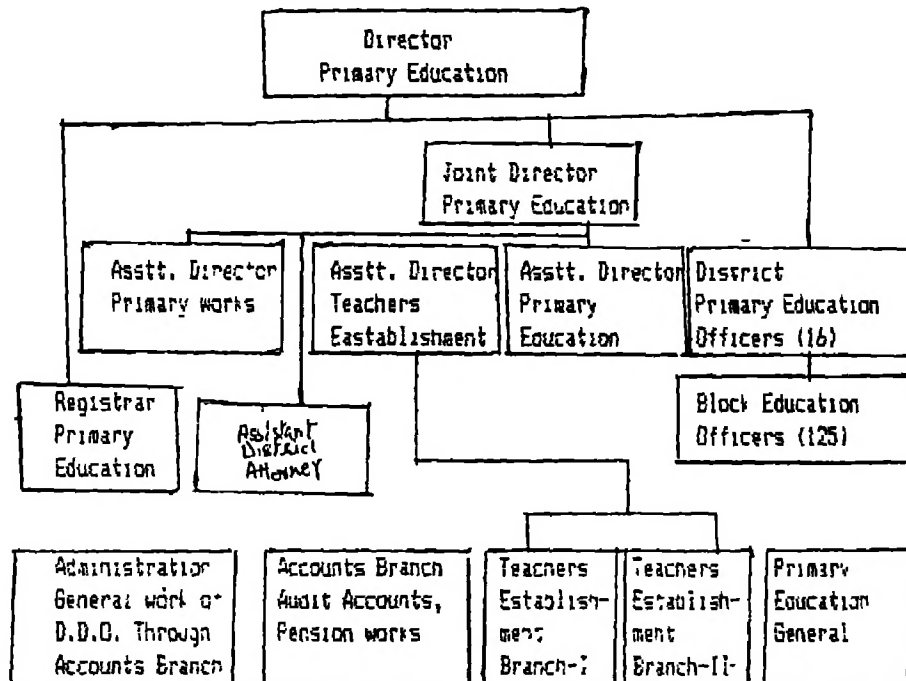 Director
Primary Education
Joint Director
Primary Education
Asstt. Director
Primary works
Asstt. Director
Teachers
Eastablishment
Asstt. Director
Primary
Education
District
Primary Education
Officers (16)
Registrar
Primary
Education
Assistant
District
Attorney
Block Education
Officers (125)
Administration
General work of
D.D.O. Through
Accounts Branch
Accounts Branch
Audit Accounts,
Pension works
Teachers
Establish-
ment
Branch-I
Teachers
Establish-
ment
Branch-II-
Primary
Education
General